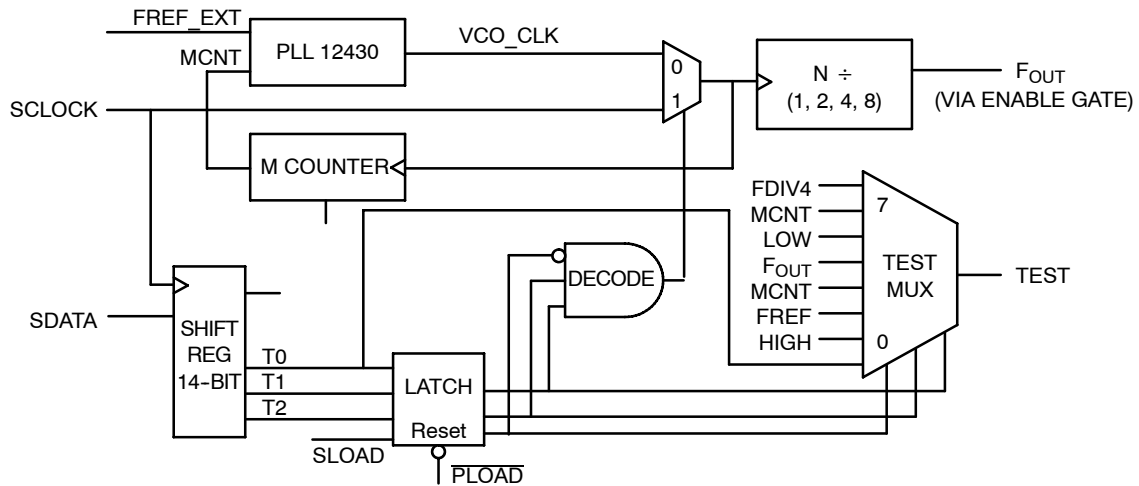 FREF_EXT
MCNT
PLL 12430
VCO_CLK
SCLOCK
0
1
N ÷
(1, 2, 4, 8)
FOUT
(VIA ENABLE GATE)
M COUNTER
FDIV4
MCNT
LOW
FOUT
MCNT
FREF
HIGH
7
TEST
MUX
0
TEST
DECODE
SDATA
SHIFT
REG
14-BIT
T0
T1
T2
LATCH
Reset
SLOAD
PLOAD